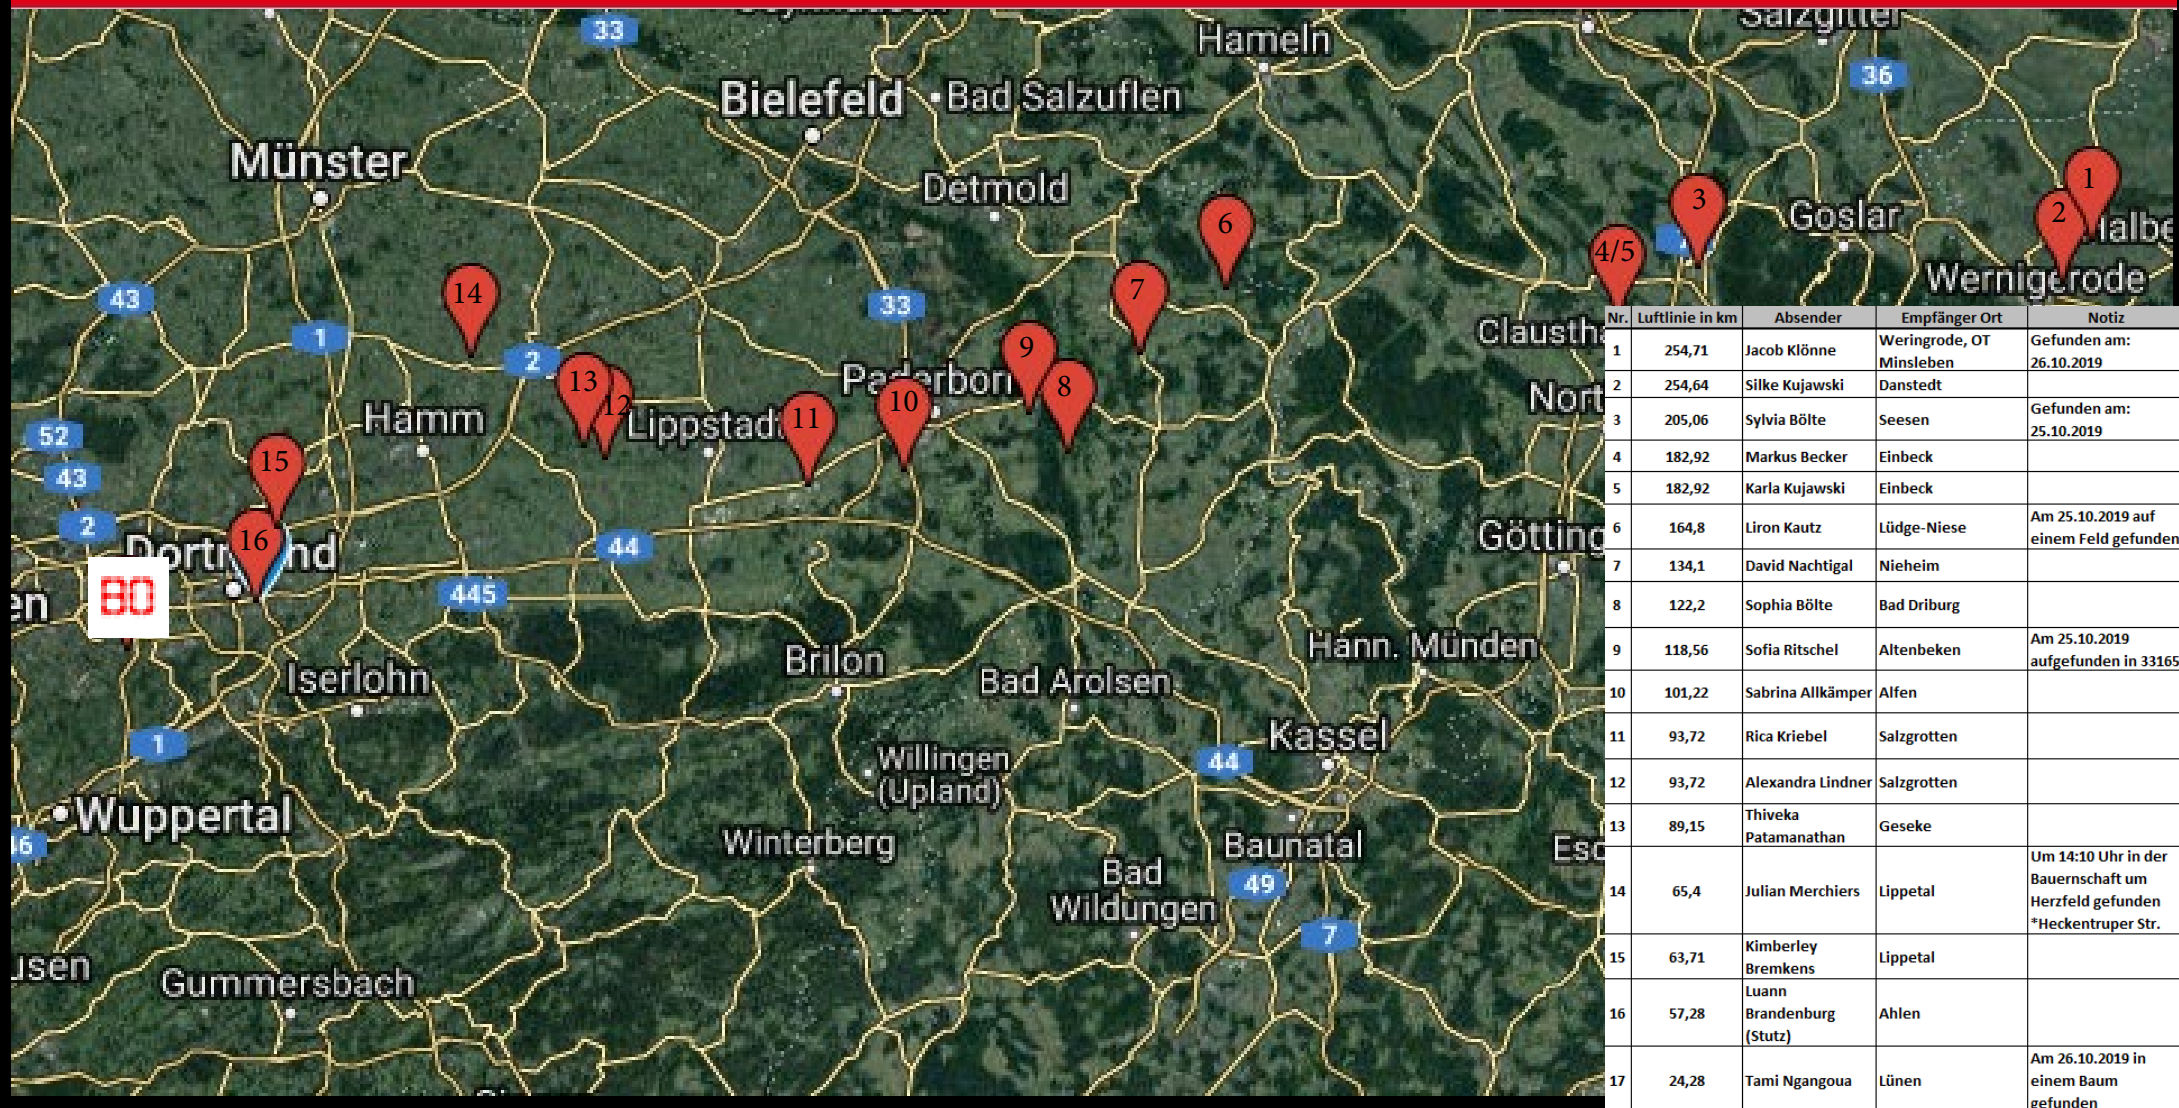 33
Hameln
Salzgitter
36
Bielefeld
Bad Salzuflen
Münster
Detmold
1
2
3
Goslar
6
4/5
Wernigerode
7
14
43
33
1
2
9
8
Paderborn
10
13
12
Hamm
Lippstadt
11
52
43
15
2
16
Dortmund
44
80
en
445
Iserlohn
Brilon
Bad Arolsen
Hann. Münden
1
Kassel
44
Willingen
(Upland)
Wuppertal
46
Winterberg
Baunatal
Bad
Wildungen
49
7
usen
Gummersbach
Clausth
Nort
Götting
Esc
Nr. Luftlinie in km Absender Empfänger Ort Notiz
1 254,71 Jacob Klönne Weringrode, OT Minsleben Gefunden am: 26.10.2019
2 254,64 Silke Kujawski Danstedt
3 205,06 Sylvia Bölte Seesen Gefunden am: 25.10.2019
4 182,92 Markus Becker Einbeck
5 182,92 Karla Kujawski Einbeck
6 164,8 Liron Kautz Lüdge-Niese Am 25.10.2019 auf einem Feld gefunden
7 134,1 David Nachtigal Nieheim
8 122,2 Sophia Bölte Bad Driburg
9 118,56 Sofia Ritschel Altenbeken Am 25.10.2019 aufgefunden in 33165
10 101,22 Sabrina Allkämper Alfen
11 93,72 Rica Kriebel Salzgrotten
12 93,72 Alexandra Lindner Salzgrotten
13 89,15 Thiveka Patamanathan Geseke
14 65,4 Julian Merchiers Lippetal Um 14:10 Uhr in der Bauernschaft um Herzfeld gefunden *Heckentruper Str.
15 63,71 Kimberley Bremkens Lippetal
16 57,28 Luann Brandenburg (Stutz) Ahlen
17 24,28 Tami Ngangoua Lünen Am 26.10.2019 in einem Baum gefunden